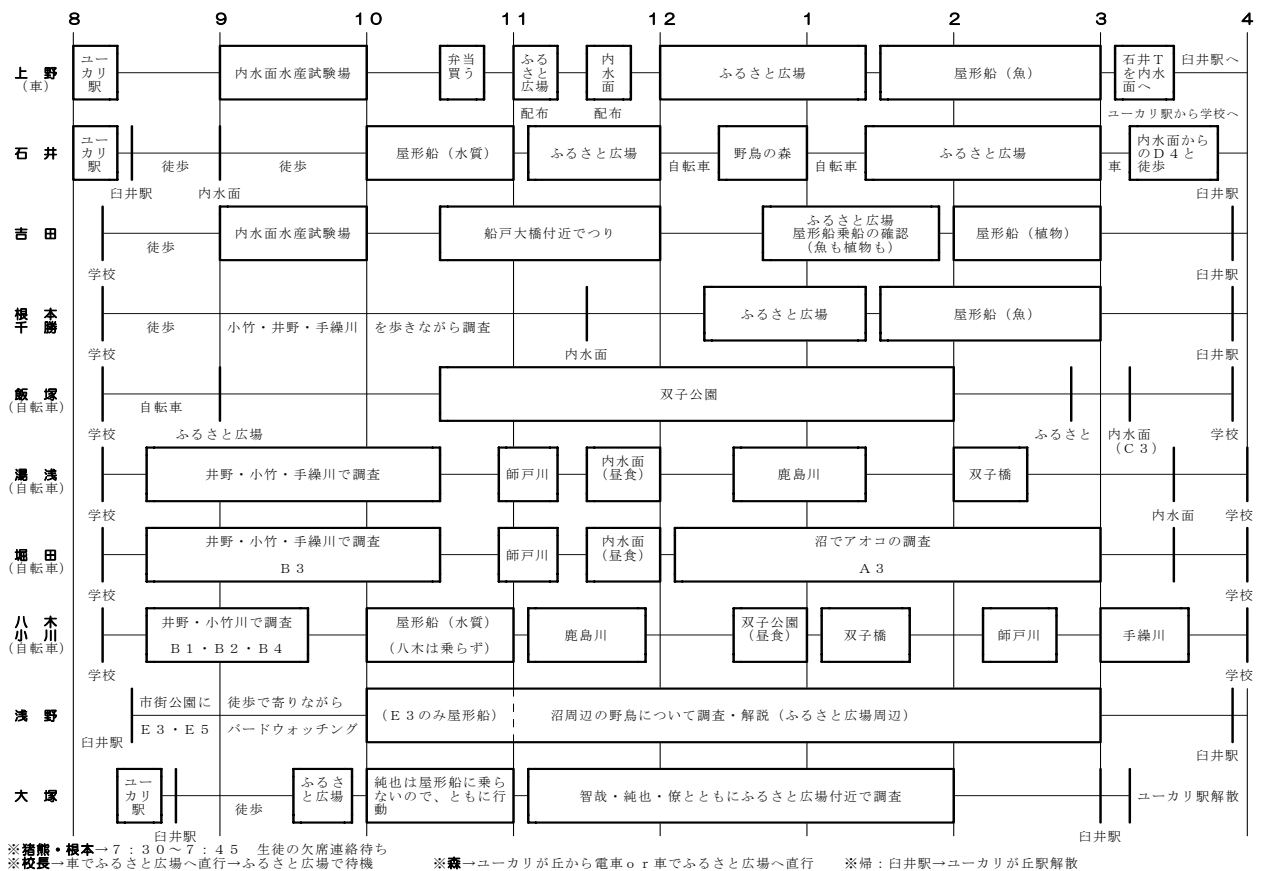 8 9 10 11 12 1 2 3 4
上 野
(車)
ユー
カリ
駅
内水面水産試験場
弁当
買う
ふる
さと
広場
配布
内
水
面
配布
ふるさと広場
屋形船（魚）
石井T
を内水
面へ
臼井駅へ
ユーカリ駅から学校へ
石 井
ユー
カリ
駅
臼井駅
徒歩
内水面
徒歩
屋形船（水質）
ふるさと広場
自転車
野鳥の森
自転車
ふるさと広場
車
内水面から
のD4と
徒歩
臼井駅
吉 田
学校
徒歩
内水面水産試験場
船戸大橋付近でつり
ふるさと広場
屋形船乗船の確認
（魚も植物も）
屋形船（植物）
臼井駅
根 本
千 勝
学校
徒歩
小竹・井野・手繰川 を歩きながら調査
内水面
ふるさと広場
屋形船（魚）
臼井駅
飯 塚
(自転車)
学校
自転車
ふるさと広場
双子公園
ふるさと
内水面
（C3）
学校
湯 浅
(自転車)
学校
井野・小竹・手繰川で調査
師戸川
内水面
（昼食）
鹿島川
双子橋
内水面
学校
堀 田
(自転車)
学校
井野・小竹・手繰川で調査
B3
師戸川
内水面
（昼食）
沼でアオコの調査
A3
学校
八 木
小 川
(自転車)
学校
井野・小竹川で調査
B1・B2・B4
屋形船（水質）
（八木は乗らず）
鹿島川
双子公園
（昼食）
双子橋
師戸川
手繰川
学校
浅 野
臼井駅
市街公園に
E3・E5
徒歩で寄りながら
バードウォッチング
（E3のみ屋形船）
沼周辺の野鳥について調査・解説（ふるさと広場周辺）
臼井駅
大 塚
ユー
カリ
駅
臼井駅
徒歩
ふるさ
と広場
純也は屋形船に乗ら
ないので、ともに行
動
智哉・純也・僚とともにふるさと広場付近で調査
臼井駅
ユーカリ駅解散
※猪熊・根本→7：30～7：45 生徒の欠席連絡待ち
※校長→車でふるさと広場へ直行→ふるさと広場で待機 ※森→ユーカリが丘から電車or車でふるさと広場へ直行 ※帰：臼井駅→ユーカリが丘駅解散